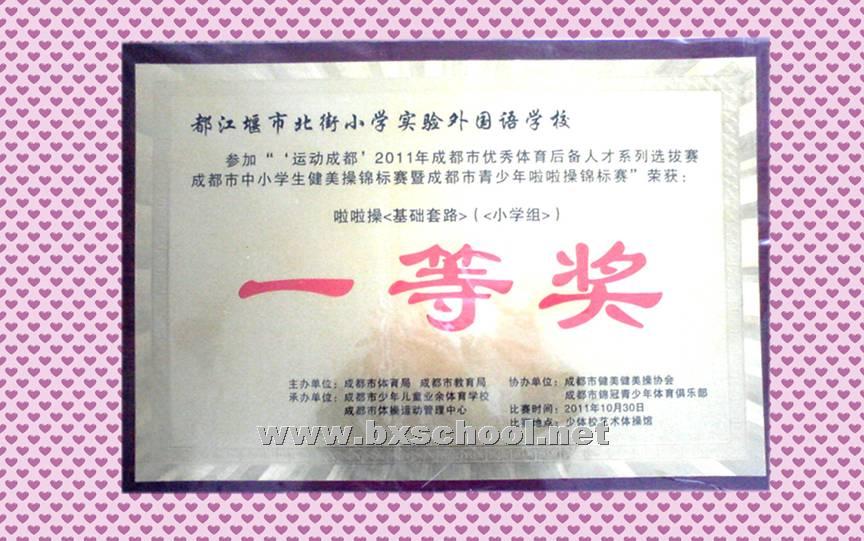 都江堰市北街小学实验外国语学校
参加“‘运动成都’2011年成都市优秀体育后备人才系列选拔赛
成都市中小学生健美操锦标赛暨成都市青少年啦啦操锦标赛”荣获：
啦啦操<基础套路>（<小学组>）
一等奖
主办单位：成都市体育局 成都市教育局
承办单位：成都市少年儿童业余体育学校
成都市体操运动管理中心
协办单位：成都市健美健美操协会
成都市锦冠青少年体育俱乐部
比赛时间：2011年10月30日
比赛地点：少体校艺术体操馆
www.bxschool.net